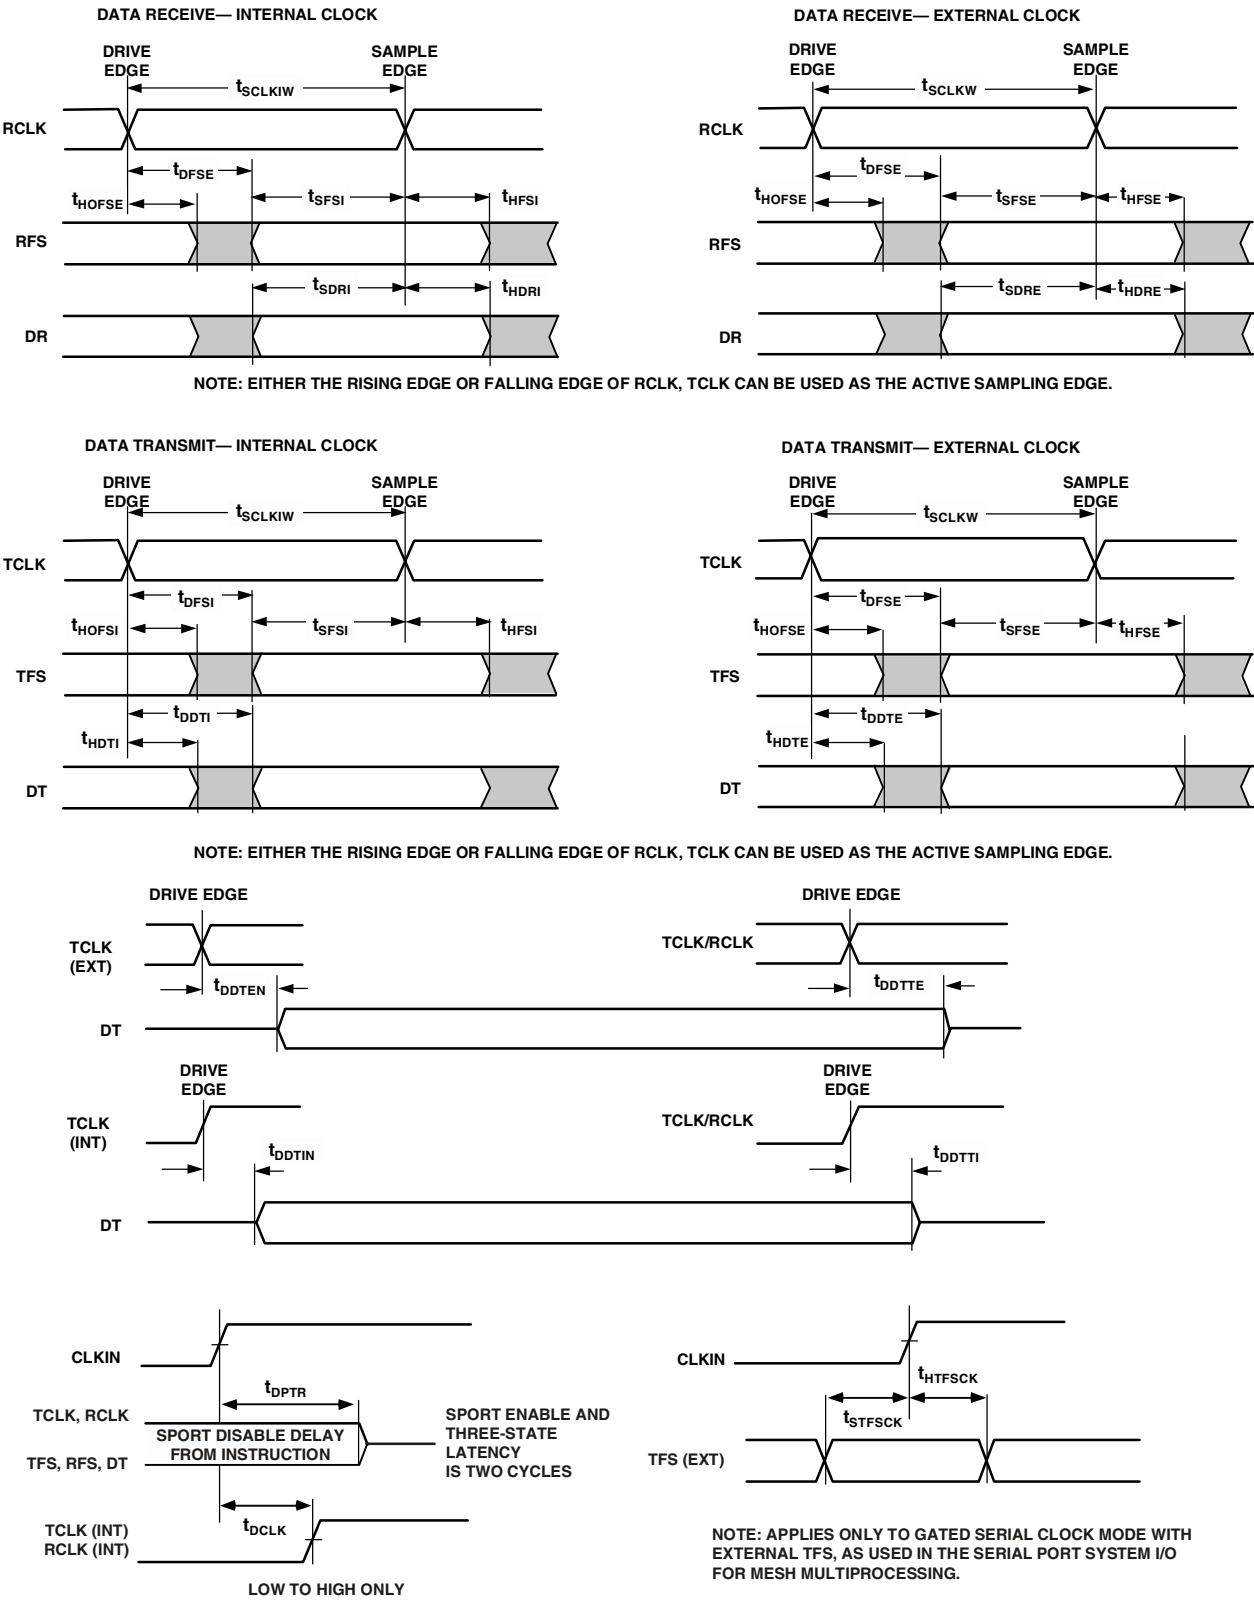 DATA RECEIVE— INTERNAL CLOCK
DRIVE
EDGE
SAMPLE
EDGE
tSCLKIW
RCLK
tDFSE
tHOFSE
tSFSI
tHFSI
RFS
tSDRI
tHDRI
DR
DATA RECEIVE— EXTERNAL CLOCK
DRIVE
EDGE
SAMPLE
EDGE
tSCLKW
RCLK
tDFSE
tHOFSE
tSFSE
tHFSE
RFS
tSDRE
tHDRE
DR
NOTE: EITHER THE RISING EDGE OR FALLING EDGE OF RCLK, TCLK CAN BE USED AS THE ACTIVE SAMPLING EDGE.
DATA TRANSMIT— INTERNAL CLOCK
DRIVE
EDGE
SAMPLE
EDGE
tSCLKIW
TCLK
tDFSI
tHOFSI
tSFSI
tHFSI
TFS
tDDTI
tHDTI
DT
DATA TRANSMIT— EXTERNAL CLOCK
DRIVE
EDGE
SAMPLE
EDGE
tSCLKW
TCLK
tDFSE
tHOFSE
tSFSE
tHFSE
TFS
tDDTE
tHDTE
DT
NOTE: EITHER THE RISING EDGE OR FALLING EDGE OF RCLK, TCLK CAN BE USED AS THE ACTIVE SAMPLING EDGE.
DRIVE EDGE
DRIVE EDGE
TCLK
(EXT)
TCLK/RCLK
tDDTEN
tDDTTE
DT
DRIVE
EDGE
DRIVE
EDGE
TCLK
(INT)
TCLK/RCLK
tDDTIN
tDDTTI
DT
CLKIN
tDPTR
TCLK, RCLK
SPORT DISABLE DELAY
FROM INSTRUCTION
TFS, RFS, DT
SPORT ENABLE AND
THREE-STATE
LATENCY
IS TWO CYCLES
tDCLK
TCLK (INT)
RCLK (INT)
LOW TO HIGH ONLY
CLKIN
tHTFSCK
tSTFSCK
TFS (EXT)
NOTE: APPLIES ONLY TO GATED SERIAL CLOCK MODE WITH
EXTERNAL TFS, AS USED IN THE SERIAL PORT SYSTEM I/O
FOR MESH MULTIPROCESSING.